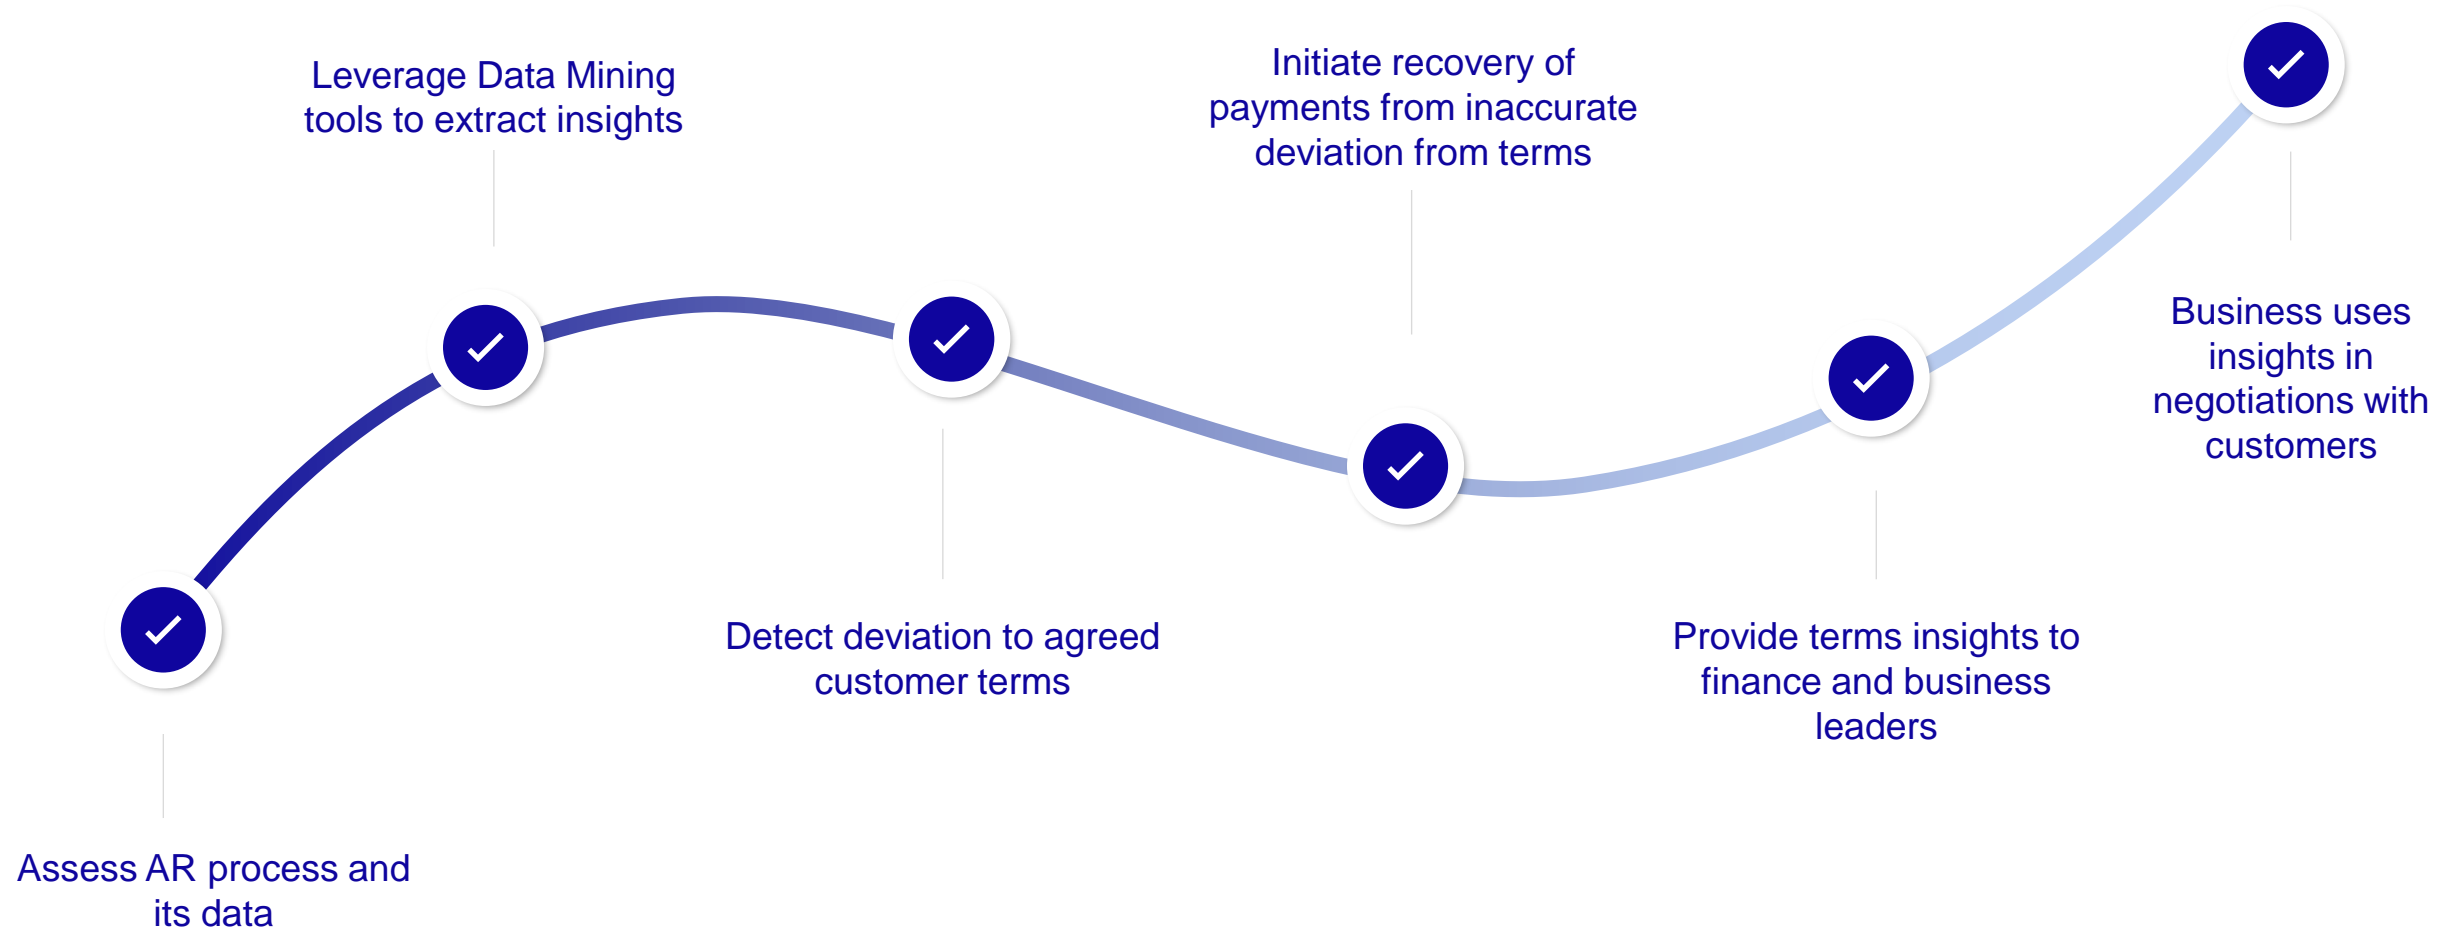 Leverage Data Mining
tools to extract insights
Initiate recovery of
payments from inaccurate
deviation from terms
Business uses
insights in
negotiations with
customers
Detect deviation to agreed
customer terms
Provide terms insights to
finance and business
leaders
Assess AR process and
its data